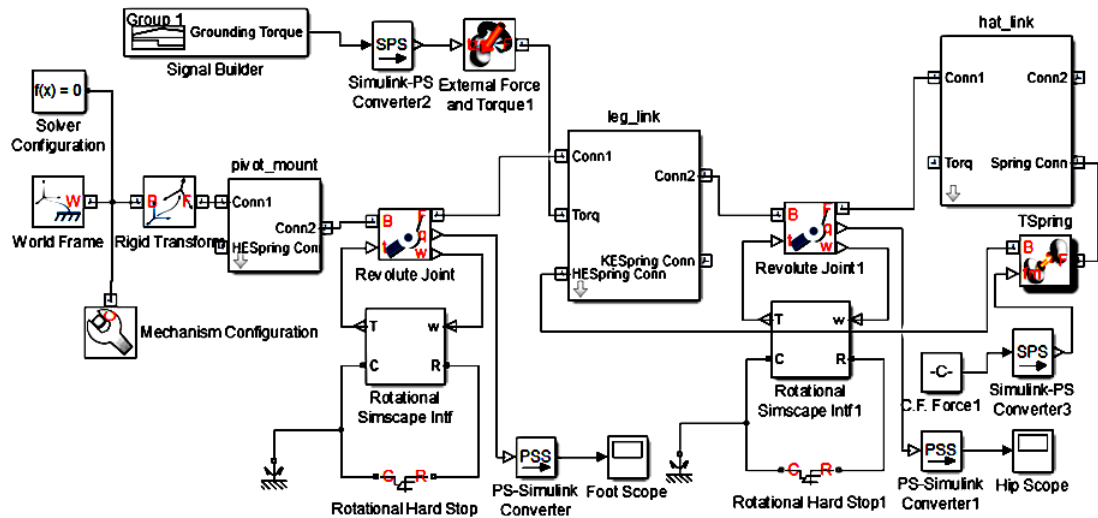 Group 1
Grounding Torque
Signal Builder
SPS
Simulink-PS
Converter2
External Force
and Torque1
hat_link
Conn1
Conn2
Torq
Spring Conn
f(x) = 0
Solver
Configuration
leg_link
Conn1
Conn2
Torq
KESpring Conn
HESpring Conn
pivot_mount
Conn1
Conn2
HESpring Conn
W
World Frame
B F
Rigid Transform
B F
t q
w
Revolute Joint
B F
t q
w
Revolute Joint1
TSpring
B
fm F
Mechanism Configuration
T w
C R
Rotational
Simscape Intf
T w
C R
Rotational
Simscape Intf1
-C-
C.F. Force1
SPS
Simulink-PS
Converter3
C R
Rotational Hard Stop
PSS
PS-Simulink
Converter
Foot Scope
C R
Rotational Hard Stop1
PSS
PS-Simulink
Converter1
Hip Scope